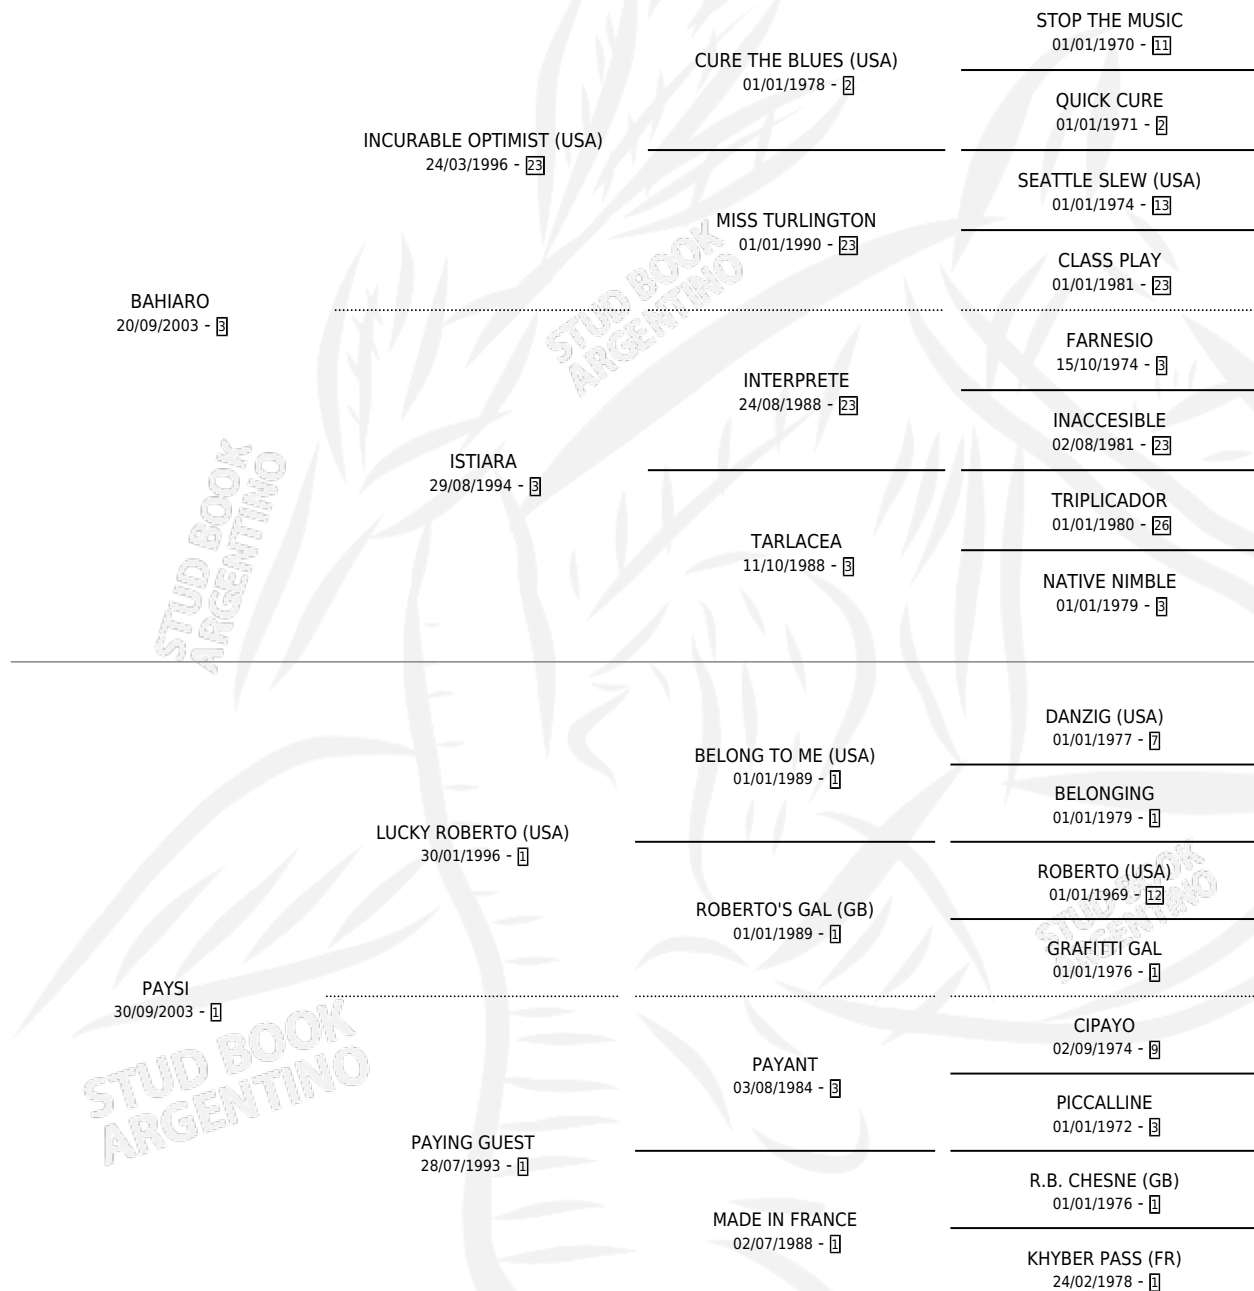 STOP THE MUSIC
01/01/1970 - 11
CURE THE BLUES (USA)
01/01/1978 - 2
QUICK CURE
01/01/1971 - 2
INCURABLE OPTIMIST (USA)
24/03/1996 - 23
SEATTLE SLEW (USA)
01/01/1974 - 13
MISS TURLINGTON
01/01/1990 - 23
CLASS PLAY
01/01/1981 - 23
BAHIARO
20/09/2003 - 3
FARNESIO
15/10/1974 - 3
INTERPRETE
24/08/1988 - 23
INACCESIBLE
02/08/1981 - 23
ISTIARA
29/08/1994 - 3
TRIPLICADOR
01/01/1980 - 26
TARLACEA
11/10/1988 - 3
NATIVE NIMBLE
01/01/1979 - 3
DANZIG (USA)
01/01/1977 - 7
BELONG TO ME (USA)
01/01/1989 - 1
BELONGING
01/01/1979 - 1
LUCKY ROBERTO (USA)
30/01/1996 - 1
ROBERTO (USA)
01/01/1969 - 12
ROBERTO'S GAL (GB)
01/01/1989 - 1
GRAFITTI GAL
01/01/1976 - 1
PAYSI
30/09/2003 - 1
CIPAYO
02/09/1974 - 9
PAYANT
03/08/1984 - 3
PICCALLINE
01/01/1972 - 3
PAYING GUEST
28/07/1993 - 1
R.B. CHESNE (GB)
01/01/1976 - 1
MADE IN FRANCE
02/07/1988 - 1
KHYBER PASS (FR)
24/02/1978 - 1
STUD BOOK
ARGENTINO
STUD BOOK
ARGENTINO
STUD BOOK
ARGENTINO
STUD BOOK
ARGENTINO